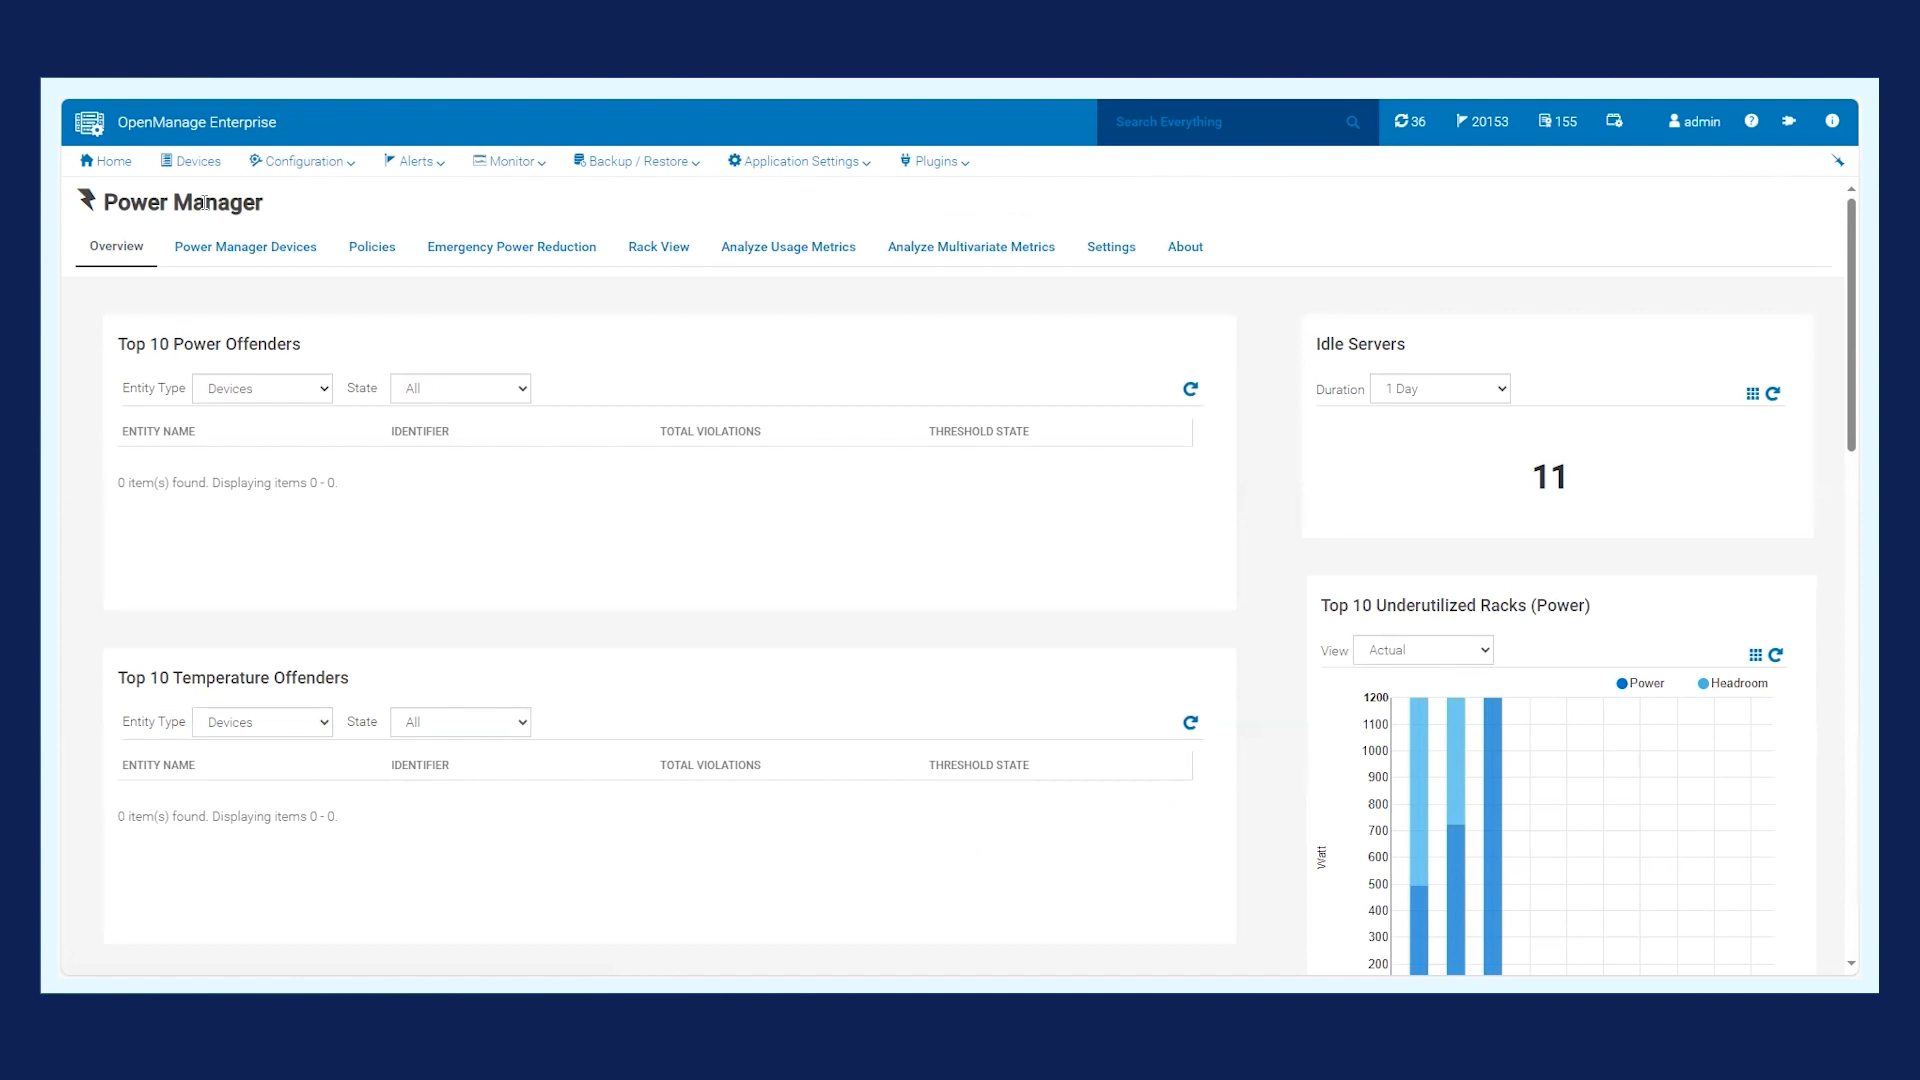 OpenManage Enterprise
Search Everything
36
20153
155
admin
Home
Devices
Configuration
Alerts
Monitor
Backup / Restore
Application Settings
Plugins
Power Manager
Overview
Power Manager Devices
Policies
Emergency Power Reduction
Rack View
Analyze Usage Metrics
Analyze Multivariate Metrics
Settings
About
Top 10 Power Offenders
Entity Type Devices State All
ENTITY NAME IDENTIFIER TOTAL VIOLATIONS THRESHOLD STATE
0 item(s) found. Displaying items 0 - 0.
Idle Servers
Duration 1 Day
11
Top 10 Temperature Offenders
Entity Type Devices State All
ENTITY NAME IDENTIFIER TOTAL VIOLATIONS THRESHOLD STATE
0 item(s) found. Displaying items 0 - 0.
Top 10 Underutilized Racks (Power)
View Actual
Power Headroom
1200
1100
1000
900
800
700
600
500
400
300
200
Watt